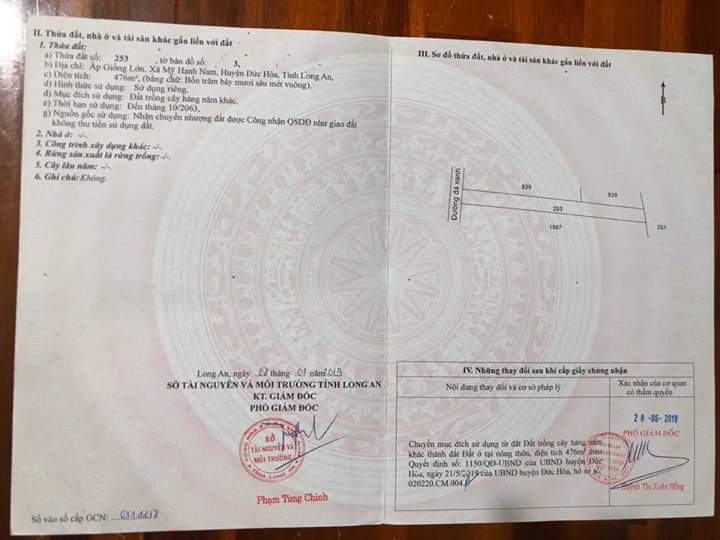 II. Thửa đất, nhà ở và tài sản khác gắn liền với đất
1. Thửa đất:
a) Thửa đất số: 253, tờ bản đồ số: 3,
b) Địa chỉ: Ấp Giồng Lớn, Xã Mỹ Hạnh Nam, Huyện Đức Hòa, Tỉnh Long An,
c) Diện tích: 476m², (bằng chữ: Bốn trăm bảy mươi sáu mét vuông).
d) Hình thức sử dụng: Sử dụng riêng,
đ) Mục đích sử dụng: Đất trồng cây hàng năm khác,
e) Thời hạn sử dụng: Đến tháng 10/2063,
g) Nguồn gốc sử dụng: Nhận chuyển nhượng đất được Công nhận QSDĐ như giao đất
không thu tiền sử dụng đất.
2. Nhà ở: -/-.
3. Công trình xây dựng khác: -/-.
4. Rừng sản xuất là rừng trồng: -/-.
5. Cây lâu năm: -/-.
6. Ghi chú: Không.
Long An, ngày 08 tháng 01 năm 2019
SỞ TÀI NGUYÊN VÀ MÔI TRƯỜNG TỈNH LONG AN
KT. GIÁM ĐỐC
PHÓ GIÁM ĐỐC
SỞ
TÀI NGUYÊN VÀ
MÔI TRƯỜNG
Phạm Tùng Chinh
Số vào sổ cấp GCN:
III. Sơ đồ thửa đất, nhà ở và tài sản khác gắn liền với đất
B
Đường đá xanh
839
838
253
1987
251
IV. Những thay đổi sau khi cấp giấy chứng nhận
Nội dung thay đổi và cơ sở pháp lý
Xác nhận của cơ quan
có thẩm quyền
Chuyển mục đích sử dụng từ đất Đất trồng cây hàng năm
khác thành đất Đất ở tại nông thôn, diện tích 476m² theo
Quyết định số: 1150/QĐ-UBND của UBND huyện Đức
Hòa, ngày 21/5/2019 của UBND huyện Đức Hòa, hồ sơ số
020220.CM.004
28-06-2019
PHÓ GIÁM ĐỐC
Huỳnh Thị Xuân Hồng